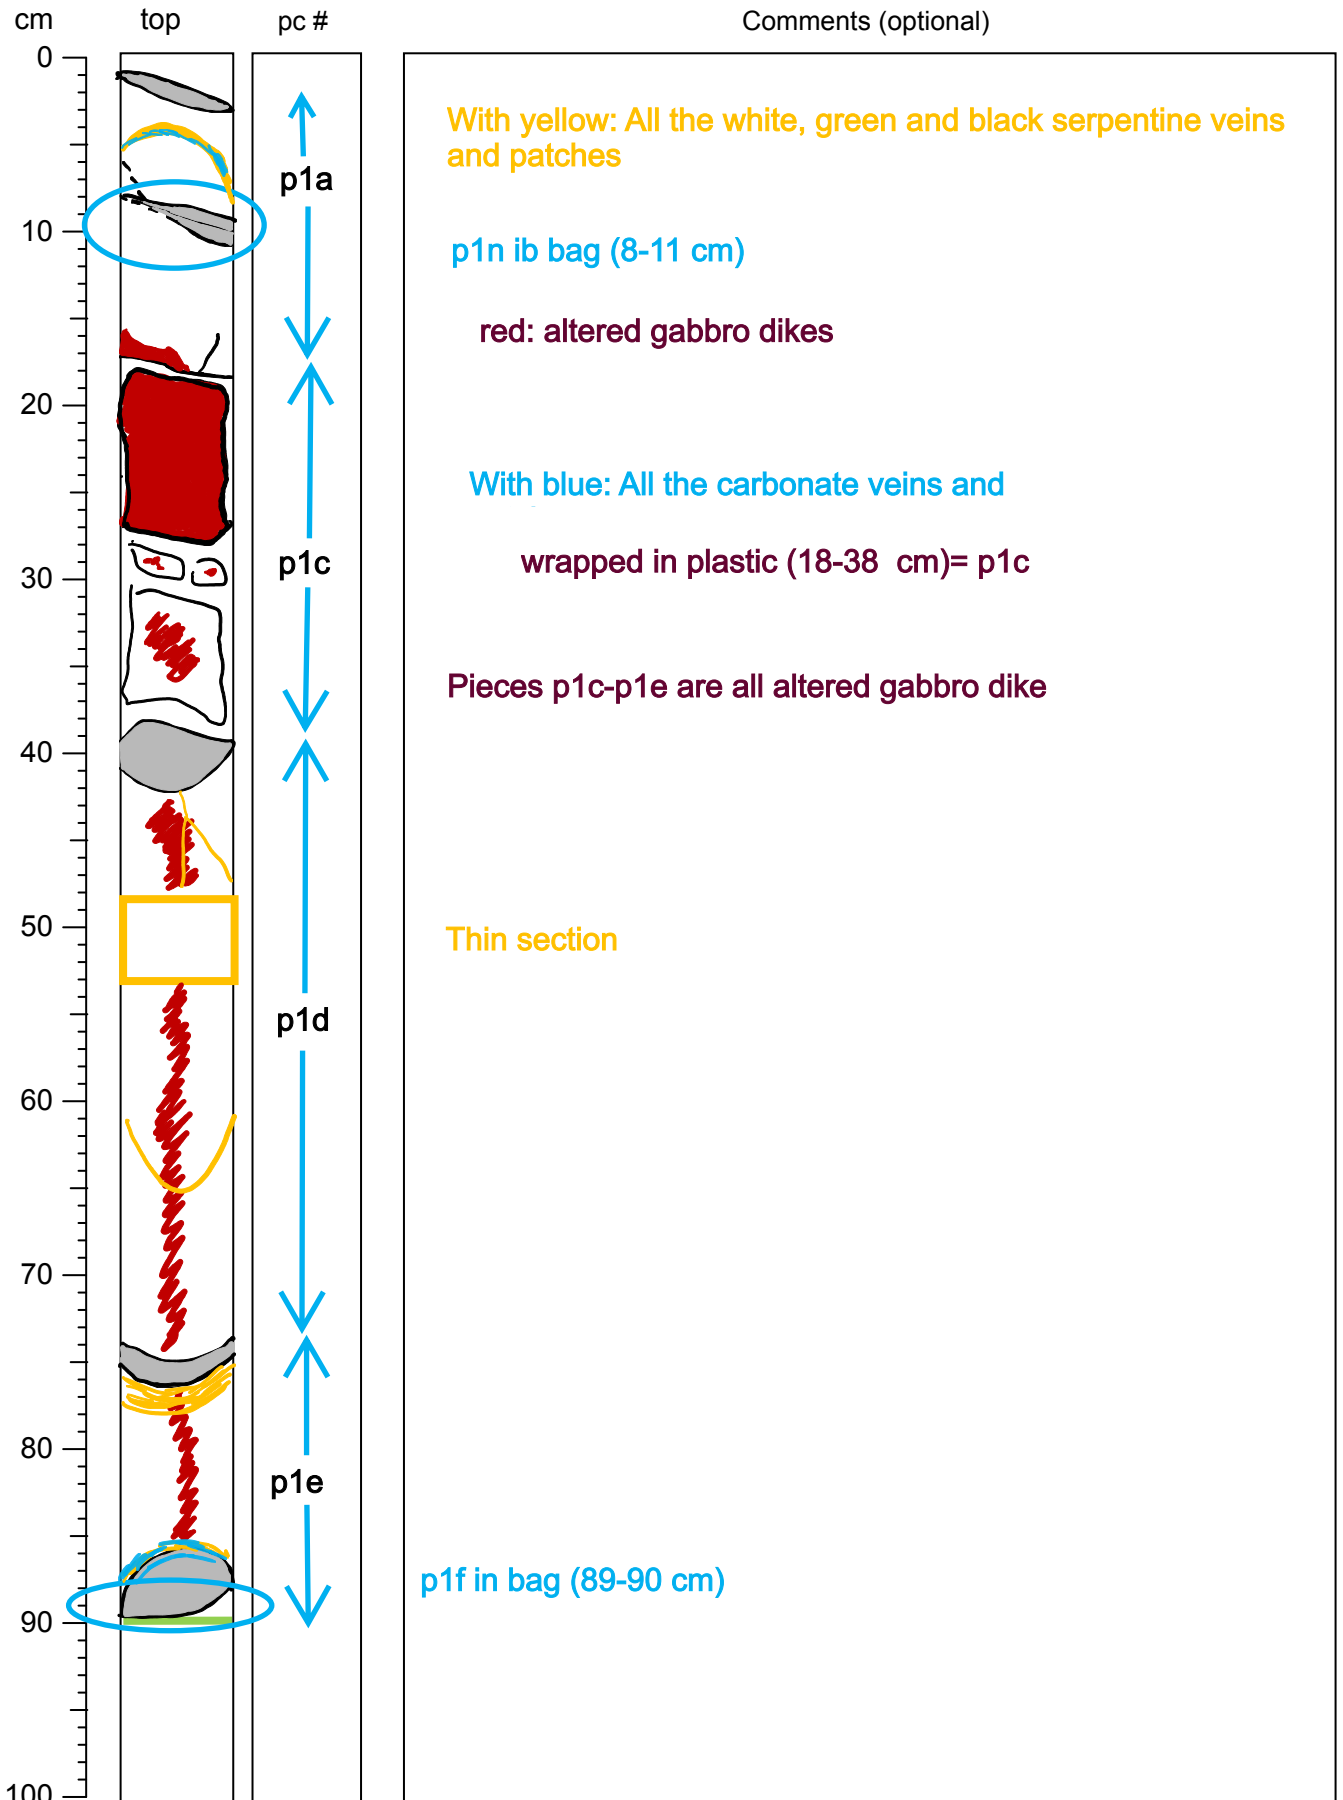 cm top pc # Comments (optional)
0
With yellow: All the white, green and black serpentine veins
and patches
p1a
10
p1n ib bag (8-11 cm)
red: altered gabbro dikes
20
With blue: All the carbonate veins and
p1c
wrapped in plastic (18-38 cm)= p1c
30
Pieces p1c-p1e are all altered gabbro dike
40
50
Thin section
p1d
60
70
80
p1e
p1f in bag (89-90 cm)
90
100